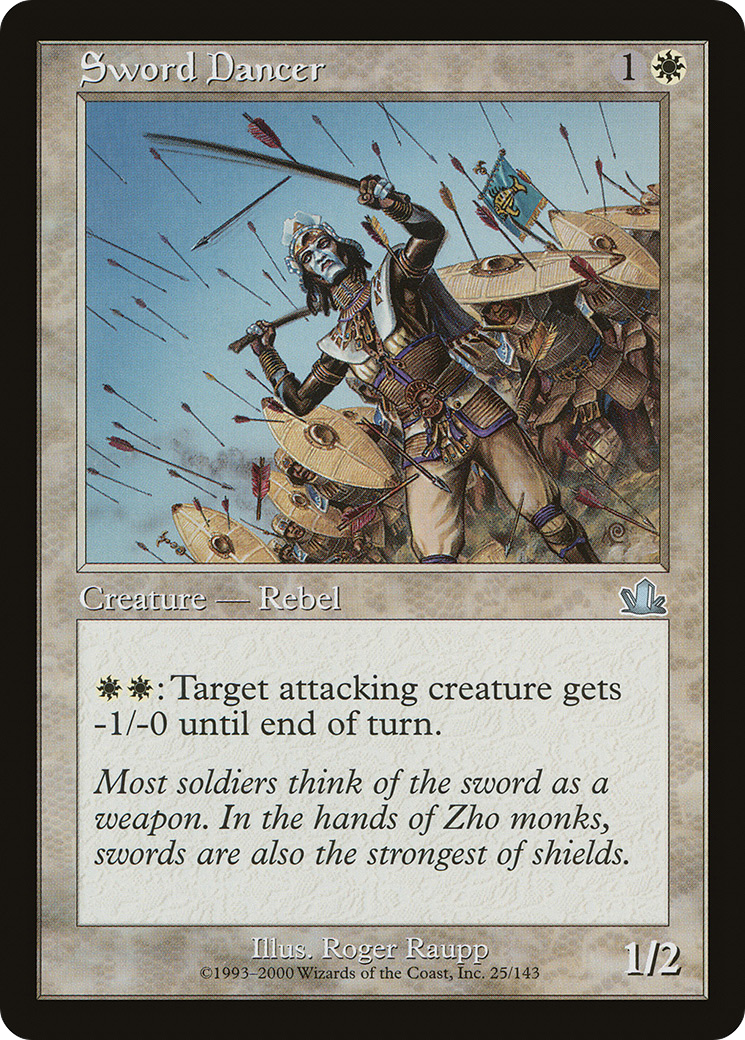 Sword Dancer 1
Creature — Rebel
: Target attacking creature gets
-1/-0 until end of turn.
Most soldiers think of the sword as a
weapon. In the hands of Zho monks,
swords are also the strongest of shields.
Illus. Roger Raupp
©1993–2000 Wizards of the Coast, Inc. 25/143
1/2